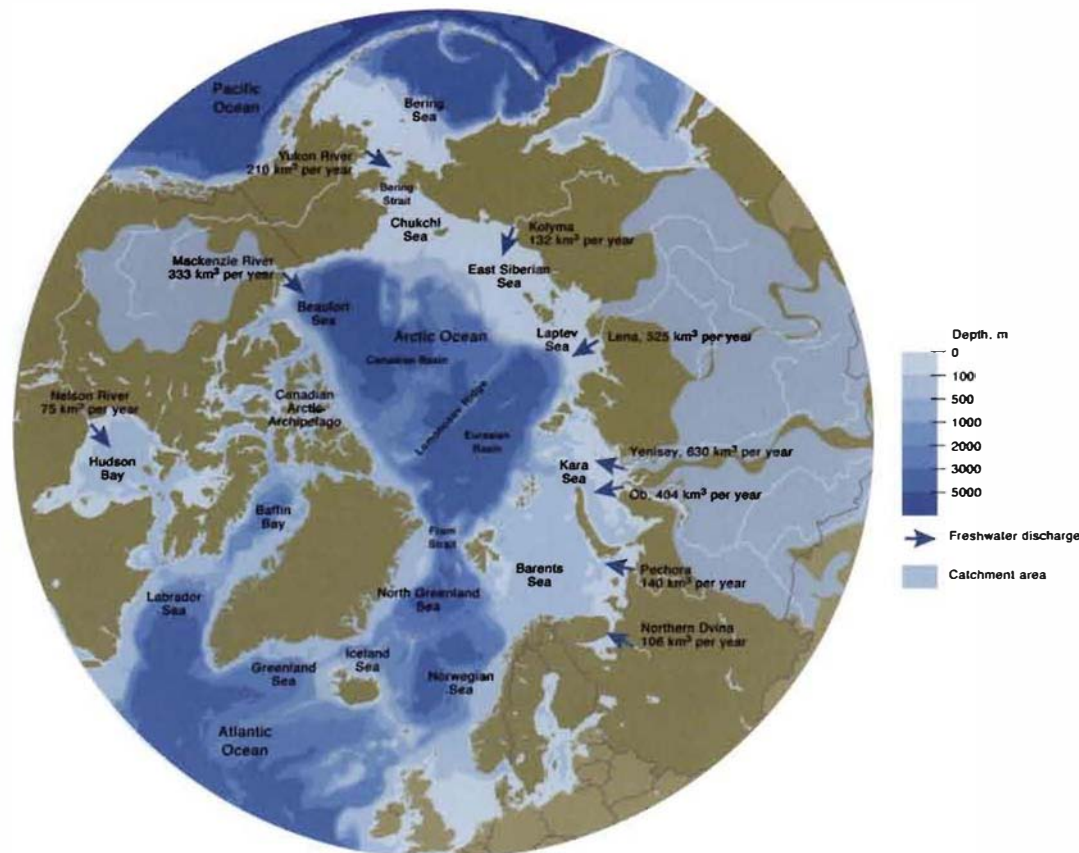 Pacific
Ocean
Bering
Sea
Yukon River
210 km³ per year
Bering
Strait
Chukchi
Sea
Kolyma
132 km³ per year
Mackenzie River
333 km³ per year
East Siberian
Sea
Beaufort
Sea
Arctic Ocean
Laptev
Sea
Lena, 525 km³ per year
Canadian Basin
Nelson River
75 km³ per year
Canadian
Arctic
Archipelago
Lomonosov Ridge
Eurasian
Basin
Hudson
Bay
Kara
Sea
Yenisey, 630 km³ per year
Ob, 404 km³ per year
Baffin
Bay
Fram
Strait
Barents
Sea
Pechora
140 km³ per year
Labrador
Sea
North Greenland
Sea
Northern Dvina
106 km³ per year
Iceland
Sea
Greenland
Sea
Norwegian
Sea
Atlantic
Ocean
Depth, m
0
100
500
1000
2000
3000
5000
Freshwater discharge
Catchment area